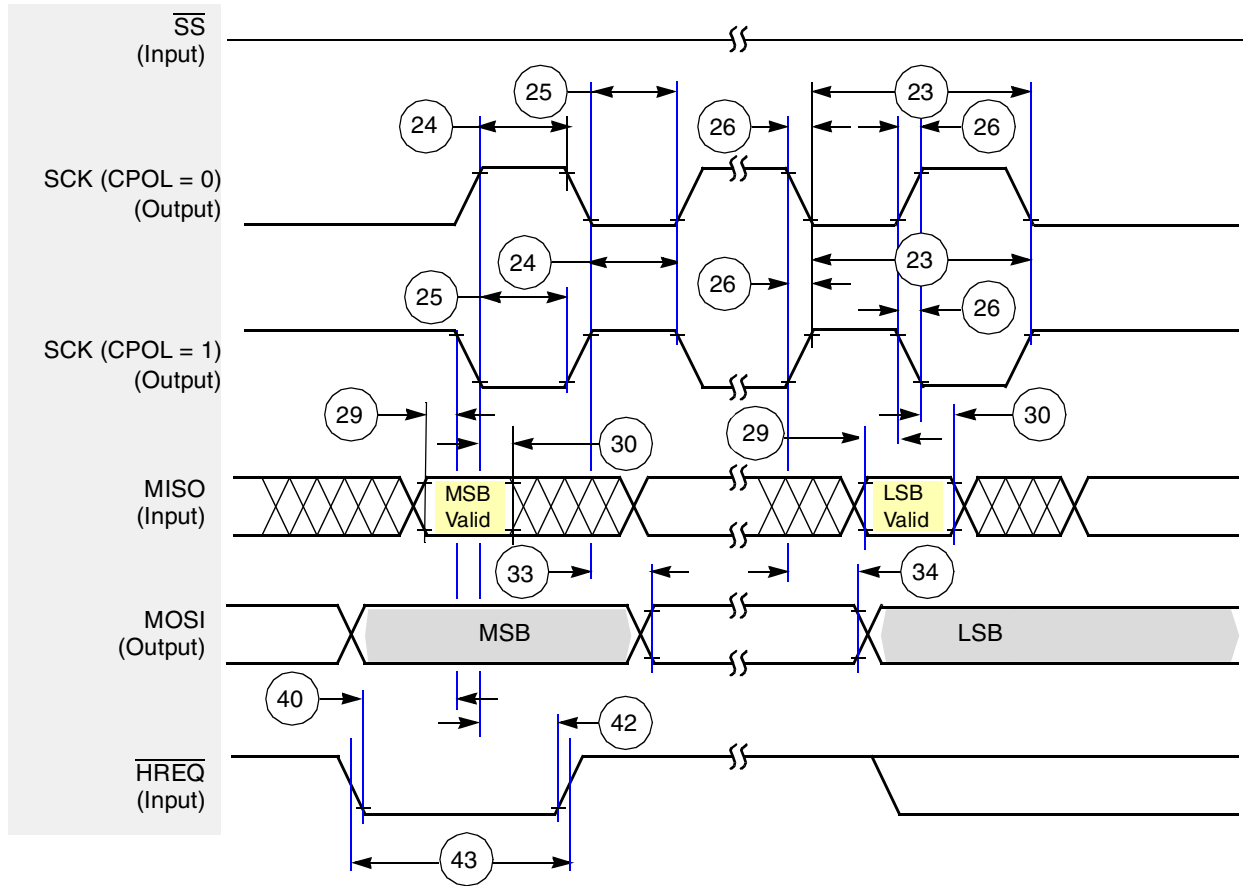 SS
(Input)
25
23
24
26
26
SCK (CPOL = 0)
(Output)
24
23
25
26
26
SCK (CPOL = 1)
(Output)
29
30
29
30
MISO
(Input)
MSB
Valid
LSB
Valid
33
34
MOSI
(Output)
MSB
LSB
40
42
HREQ
(Input)
43